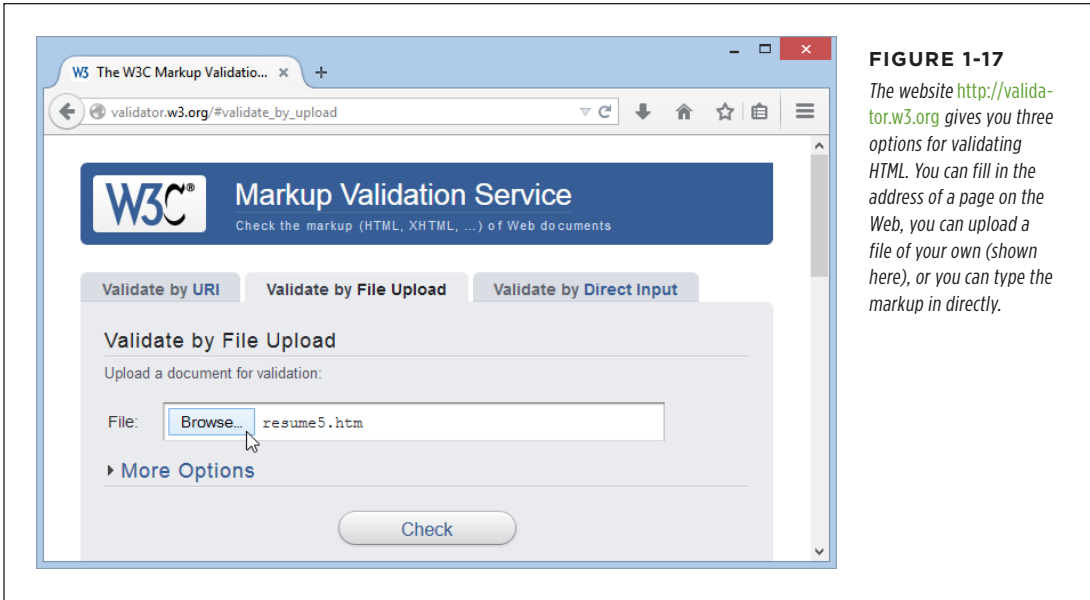 W3 The W3C Markup Validatio... × +
validator.w3.org/#validate_by_upload
W3C® Markup Validation Service
Check the markup (HTML, XHTML, ...) of Web documents
Validate by URI Validate by File Upload Validate by Direct Input
Validate by File Upload
Upload a document for validation:
File: Browse... resume5.htm
More Options
Check
FIGURE 1-17
The website http://valida-
tor.w3.org gives you three
options for validating
HTML. You can fill in the
address of a page on the
Web, you can upload a
file of your own (shown
here), or you can type the
markup in directly.